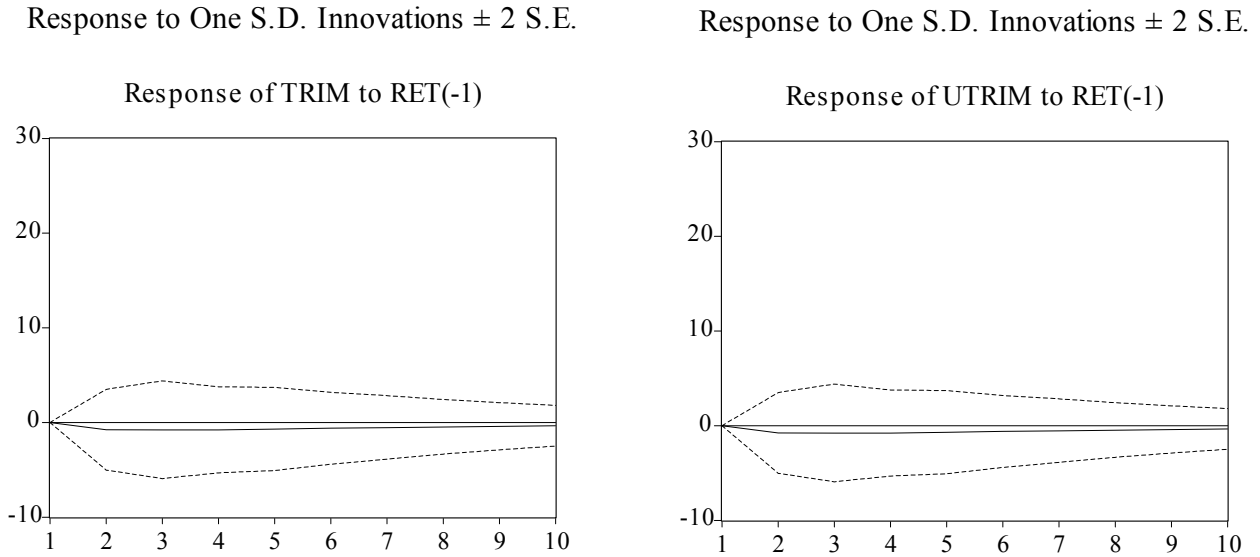 Response to One S.D. Innovations ± 2 S.E.
Response of TRIM to RET(-1)
30
20
10
0
-10
1 2 3 4 5 6 7 8 9 10
Response to One S.D. Innovations ± 2 S.E.
Response of UTRIM to RET(-1)
30
20
10
0
-10
1 2 3 4 5 6 7 8 9 10